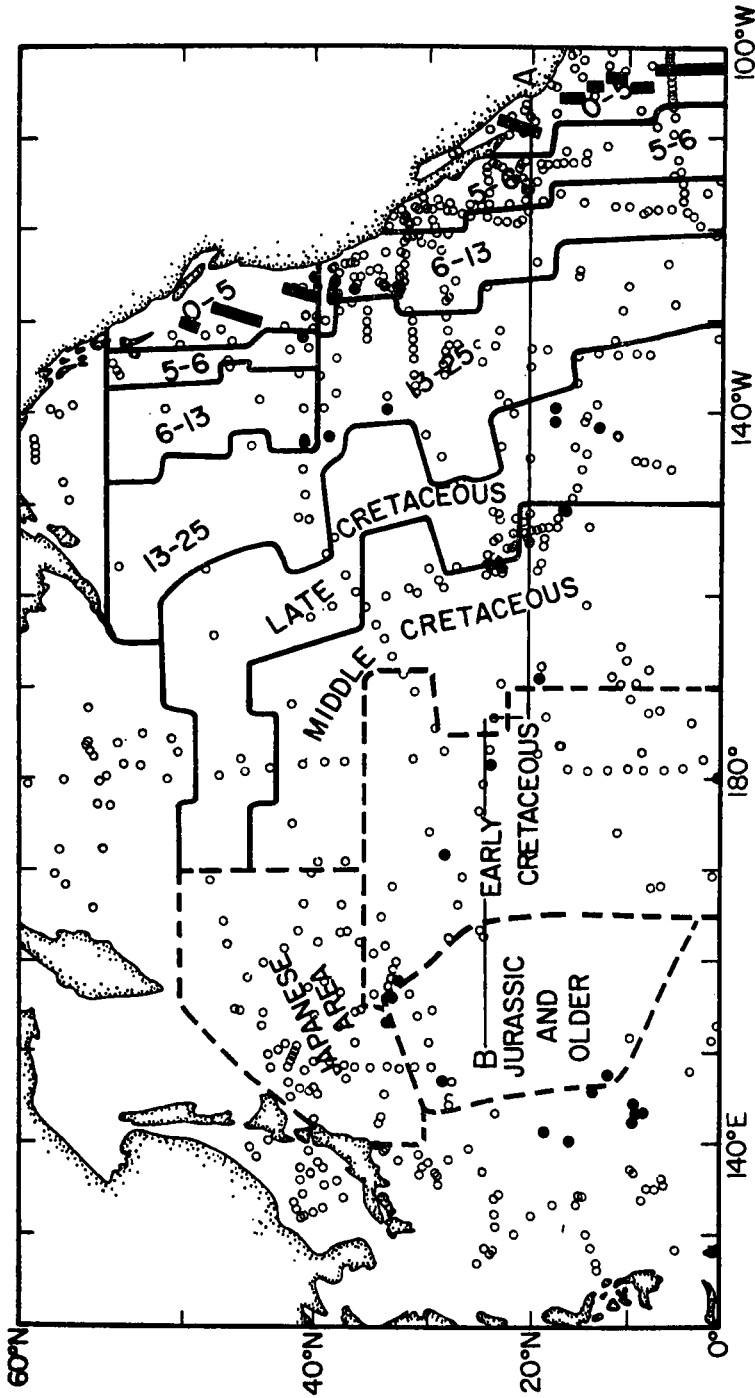 60°N
40°N
20°N
0°
140°E
180°
140°W
100°W
0-5
5-6
6-13
13-25
LATE
CRETACEOUS
MIDDLE
CRETACEOUS
0-5
5-6
5-6
6-13
13-25
A
JAPANESE
AREA
B
EARLY
CRETACEOUS
JURASSIC
AND
OLDER